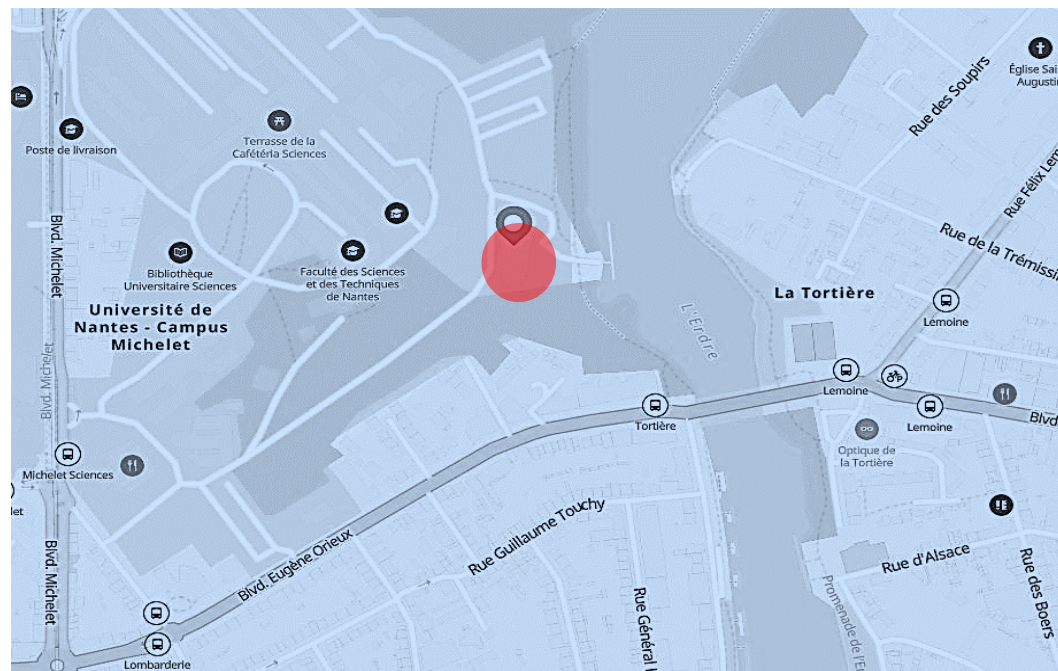 Église Sai
Augustin
Rue des Soupirs
Terrasse de la
Cafétéria Sciences
Poste de livraison
Rue Félix Lem
Blvd. Michelet
Rue de la Trémissi
Bibliothèque
Universitaire Sciences
Faculté des Sciences
et des Techniques
de Nantes
La Tortière
Université de
Nantes - Campus
Michelet
L'Erdre
Lemoine
Blvd. Michelet
Lemoine
Tortière
Lemoine
Blvd
Optique de
la Tortière
Michelet Sciences
let
Rue Guillaume Touchy
Blvd. Eugène Orieux
Blvd. Michelet
Rue d'Alsace
Rue des Boers
Promenade de l'E
Rue Général
Lombarderie